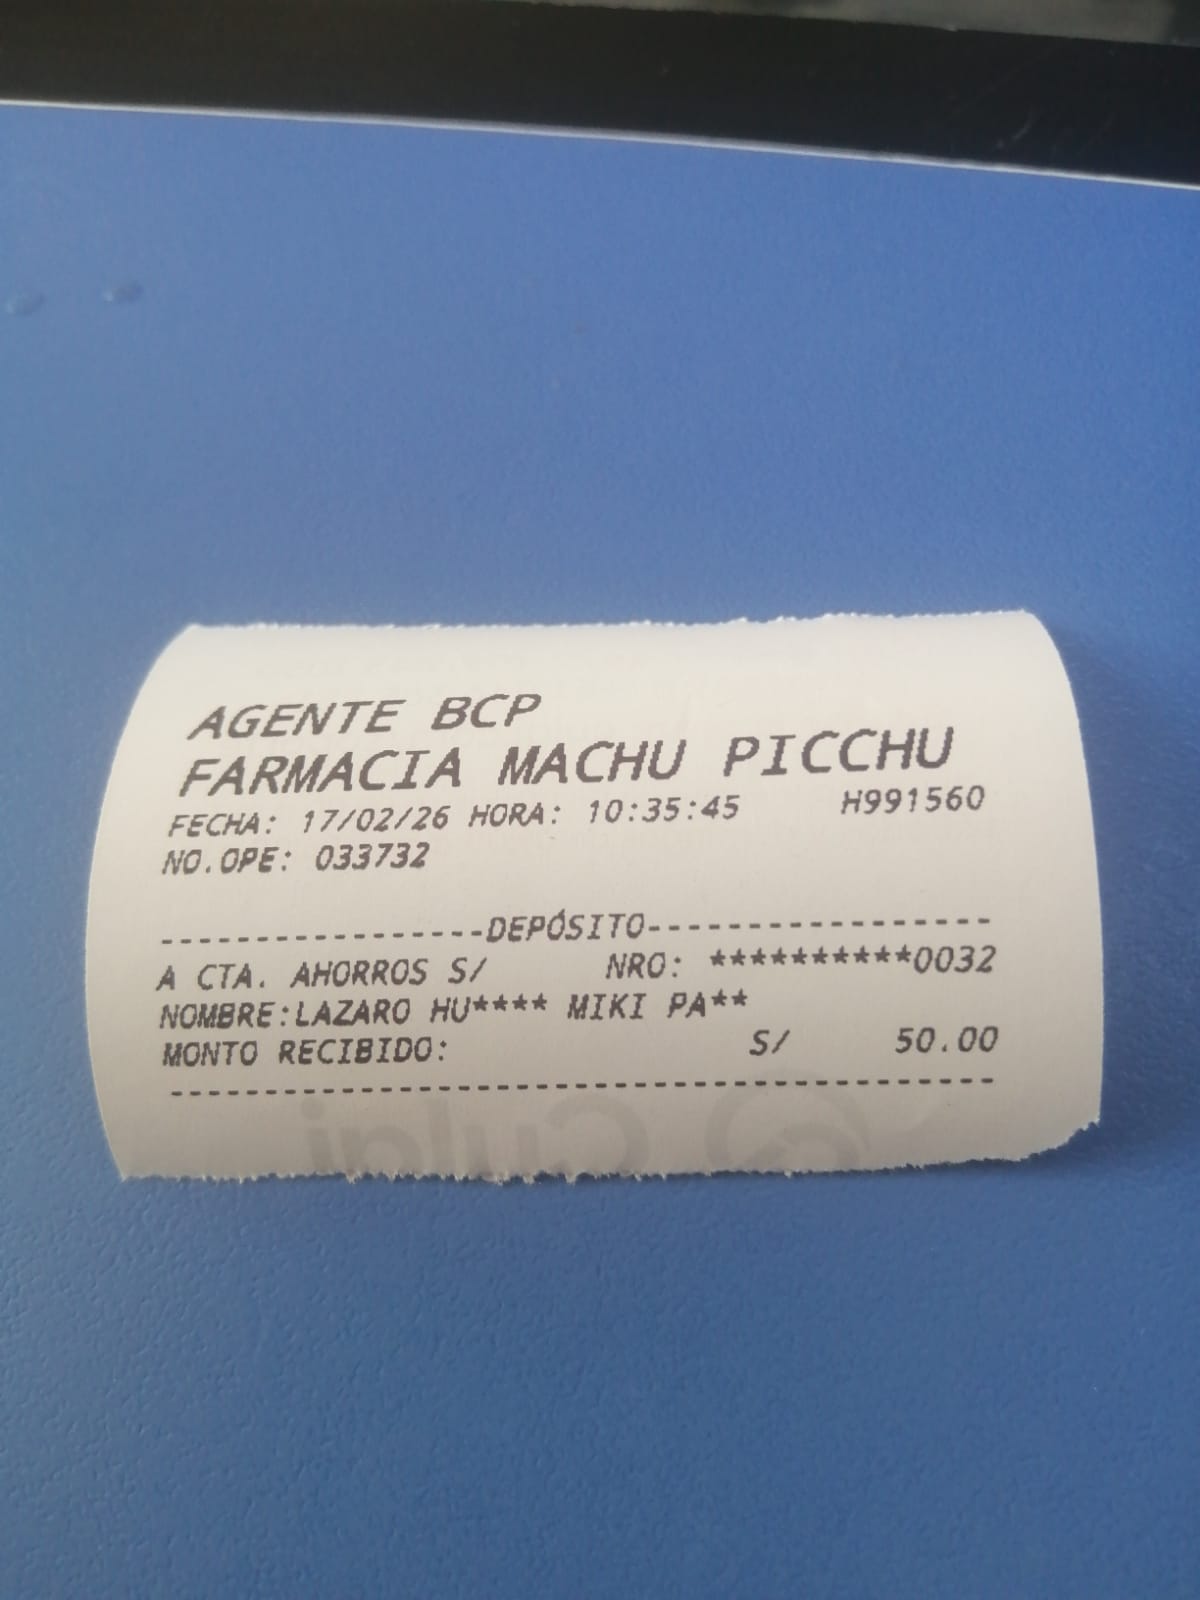 AGENTE BCP
FARMACIA MACHU PICCHU
FECHA: 17/02/26 HORA: 10:35:45 H991560
NO.OPE: 033732
-----------------DEPÓSITO-----------------
A CTA. AHORROS S/ NRO: **********0032
NOMBRE:LAZARO HU**** MIKI PA**
MONTO RECIBIDO: S/ 50.00
------------------------------------------
Culqi